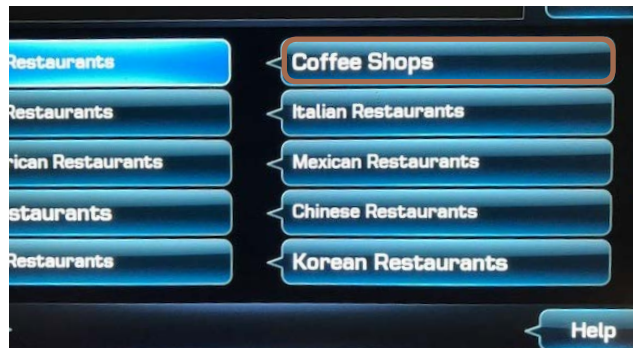 Restaurants
Coffee Shops
Restaurants
Italian Restaurants
rican Restaurants
Mexican Restaurants
staurants
Chinese Restaurants
Restaurants
Korean Restaurants
Help